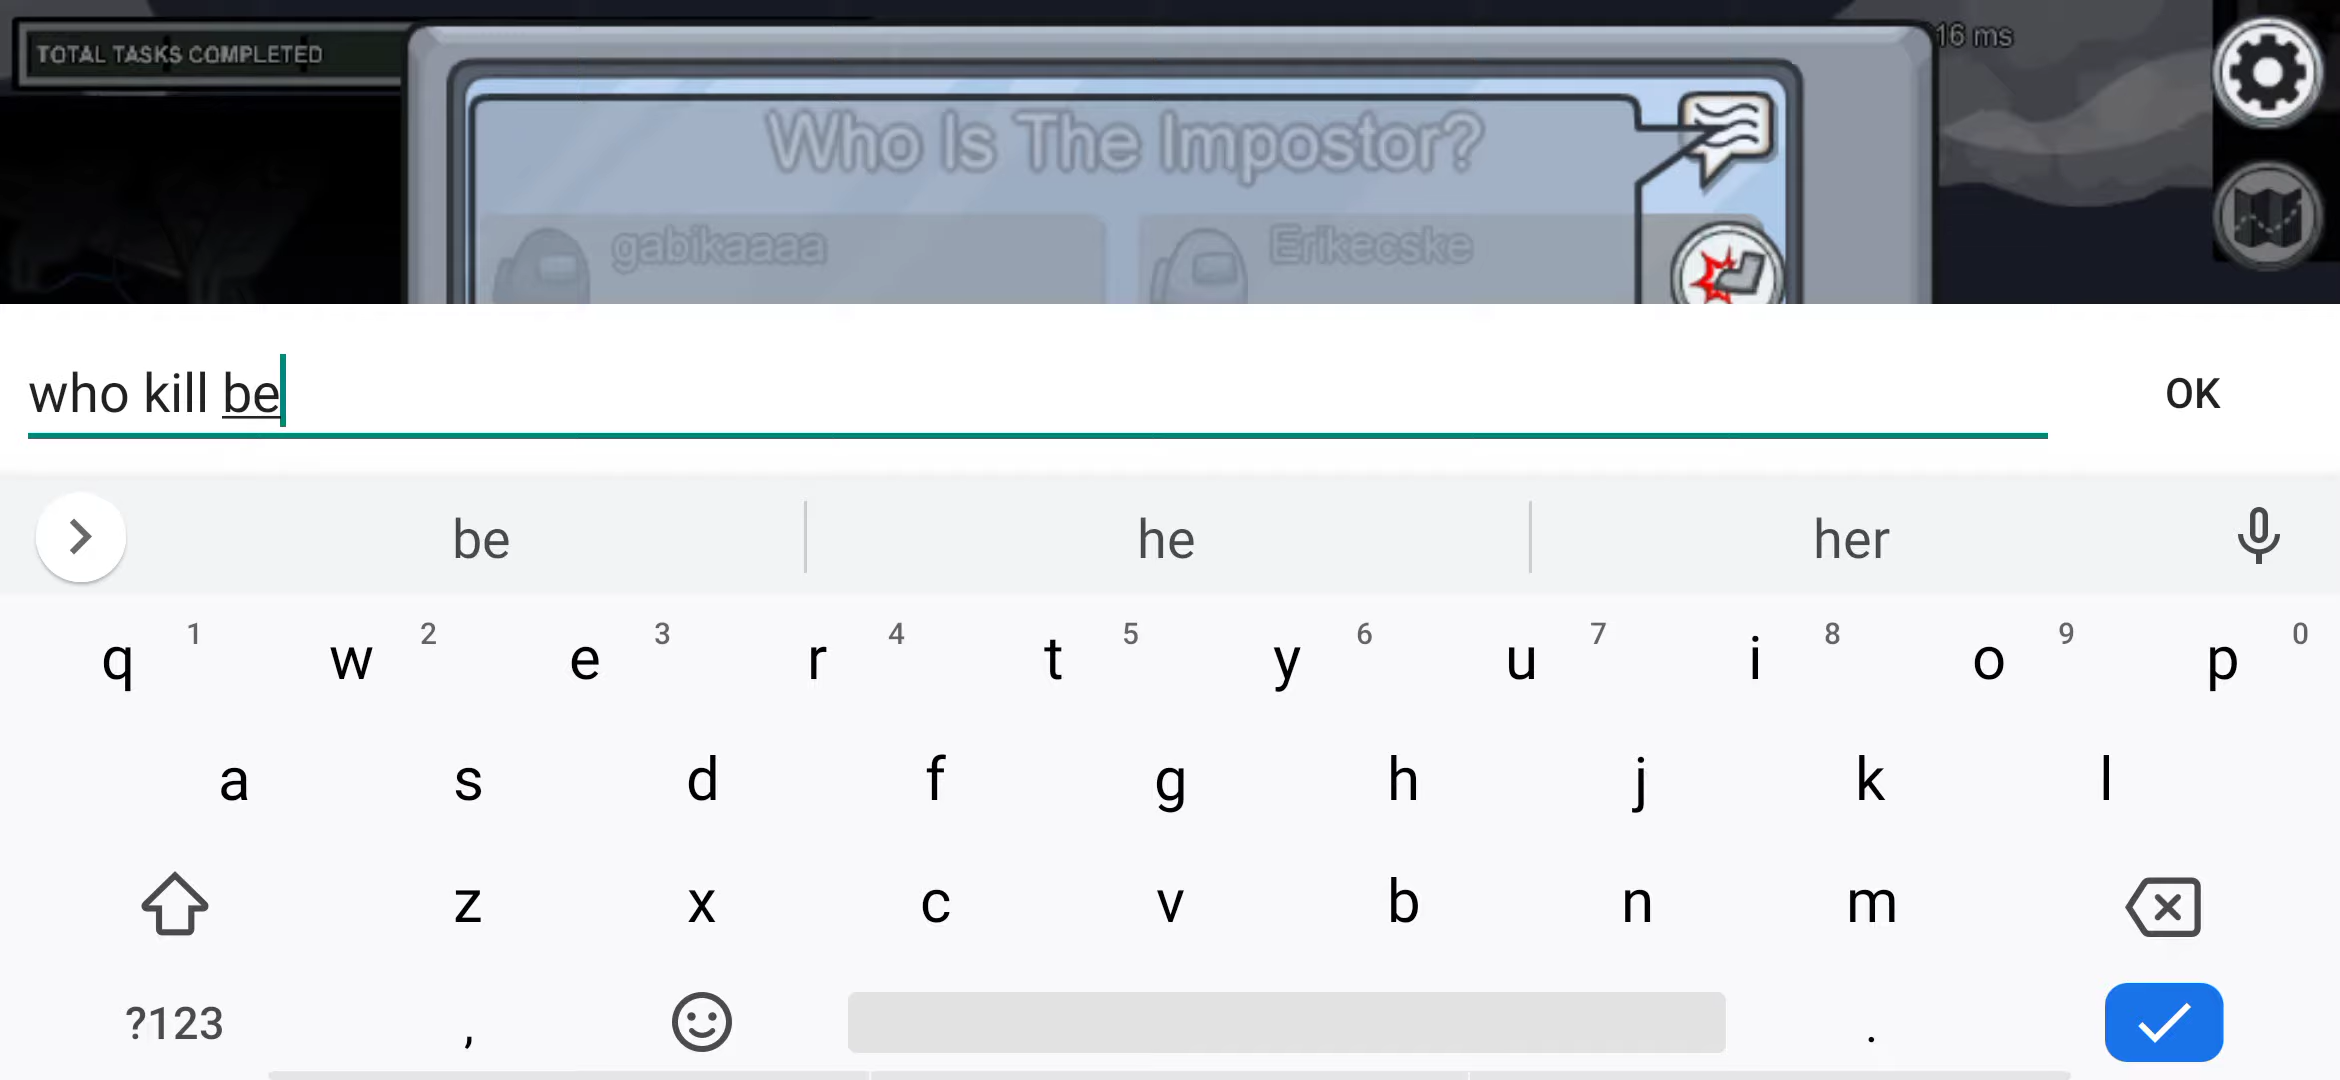 TOTAL TASKS COMPLETED
16 ms
Who Is The Impostor?
gabikaaaa
Erikecske
who kill be
OK
be he her
q 1 w 2 e 3 r 4 t 5 y 6 u 7 i 8 o 9 p 0
a s d f g h j k l
z x c v b n m
?123 , .